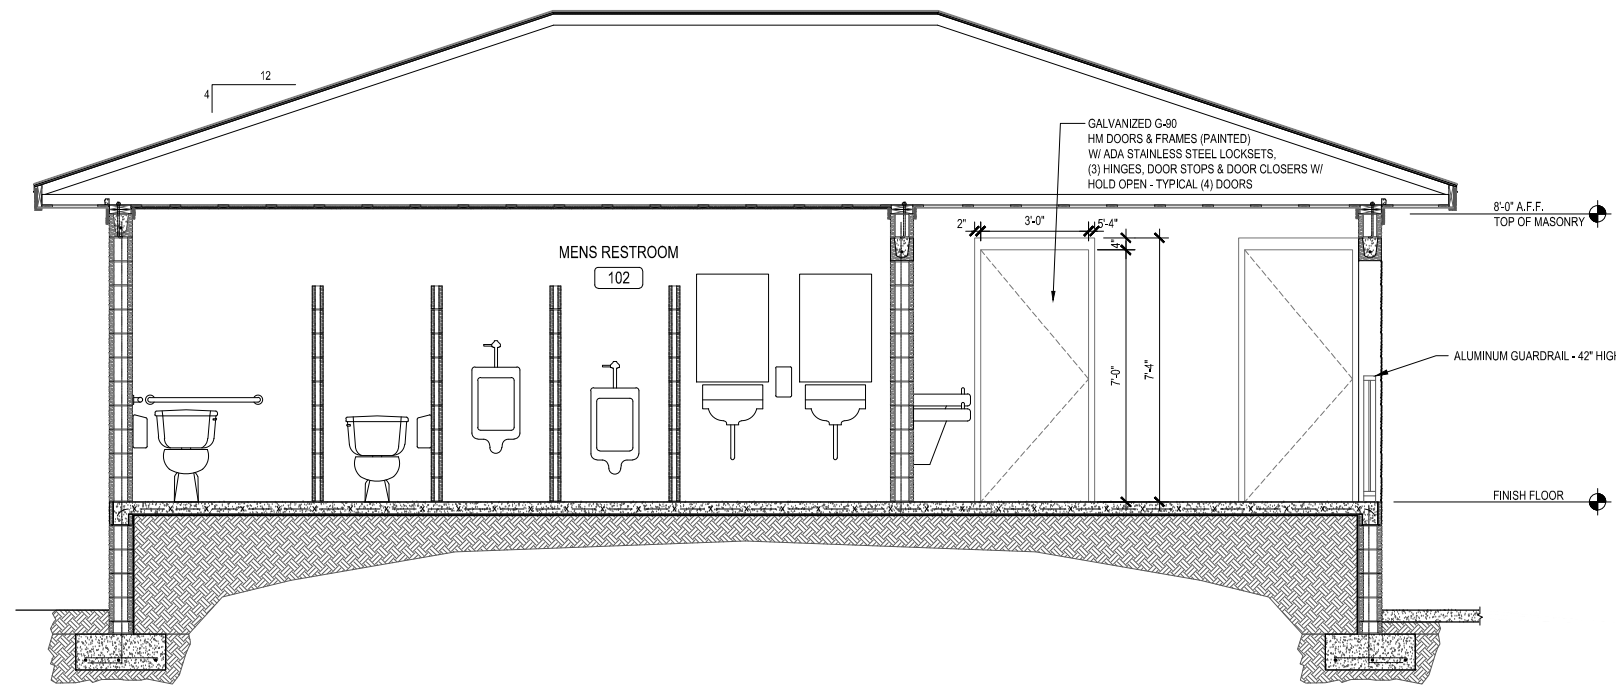 12
4
GALVANIZED G-90
HM DOORS & FRAMES (PAINTED)
W/ ADA STAINLESS STEEL LOCKSETS,
(3) HINGES, DOOR STOPS & DOOR CLOSERS W/
HOLD OPEN - TYPICAL (4) DOORS
8'-0" A.F.F.
TOP OF MASONRY
2"
3'-0"
5'-4"
4"
MENS RESTROOM
102
7'-0"
7'-4"
ALUMINUM GUARDRAIL - 42" HIGH
FINISH FLOOR